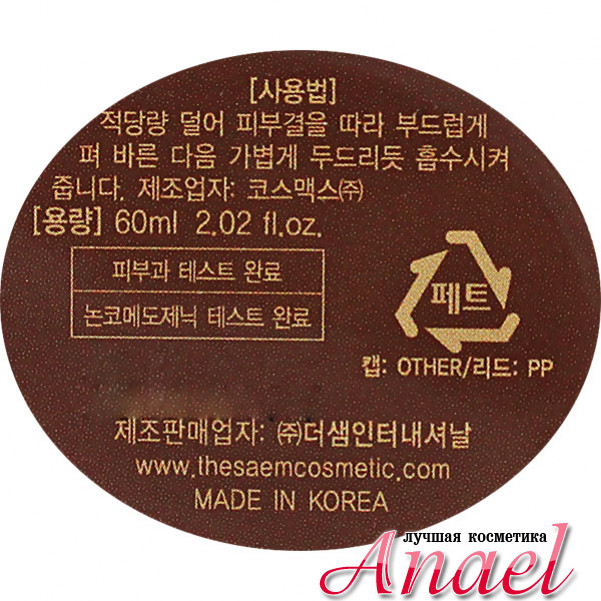 [사용법]
적당량 덜어 피부결을 따라 부드럽게
펴 바른 다음 가볍게 두드리듯 흡수시켜
줍니다. 제조업자: 코스맥스㈜
[용량] 60ml 2.02 fl.oz.
피부과 테스트 완료
논코메도제닉 테스트 완료
페트
캡: OTHER/리드: PP
제조판매업자: ㈜더샘인터내셔날
www.thesaemcosmetic.com
MADE IN KOREA
лучшая косметика
Anael